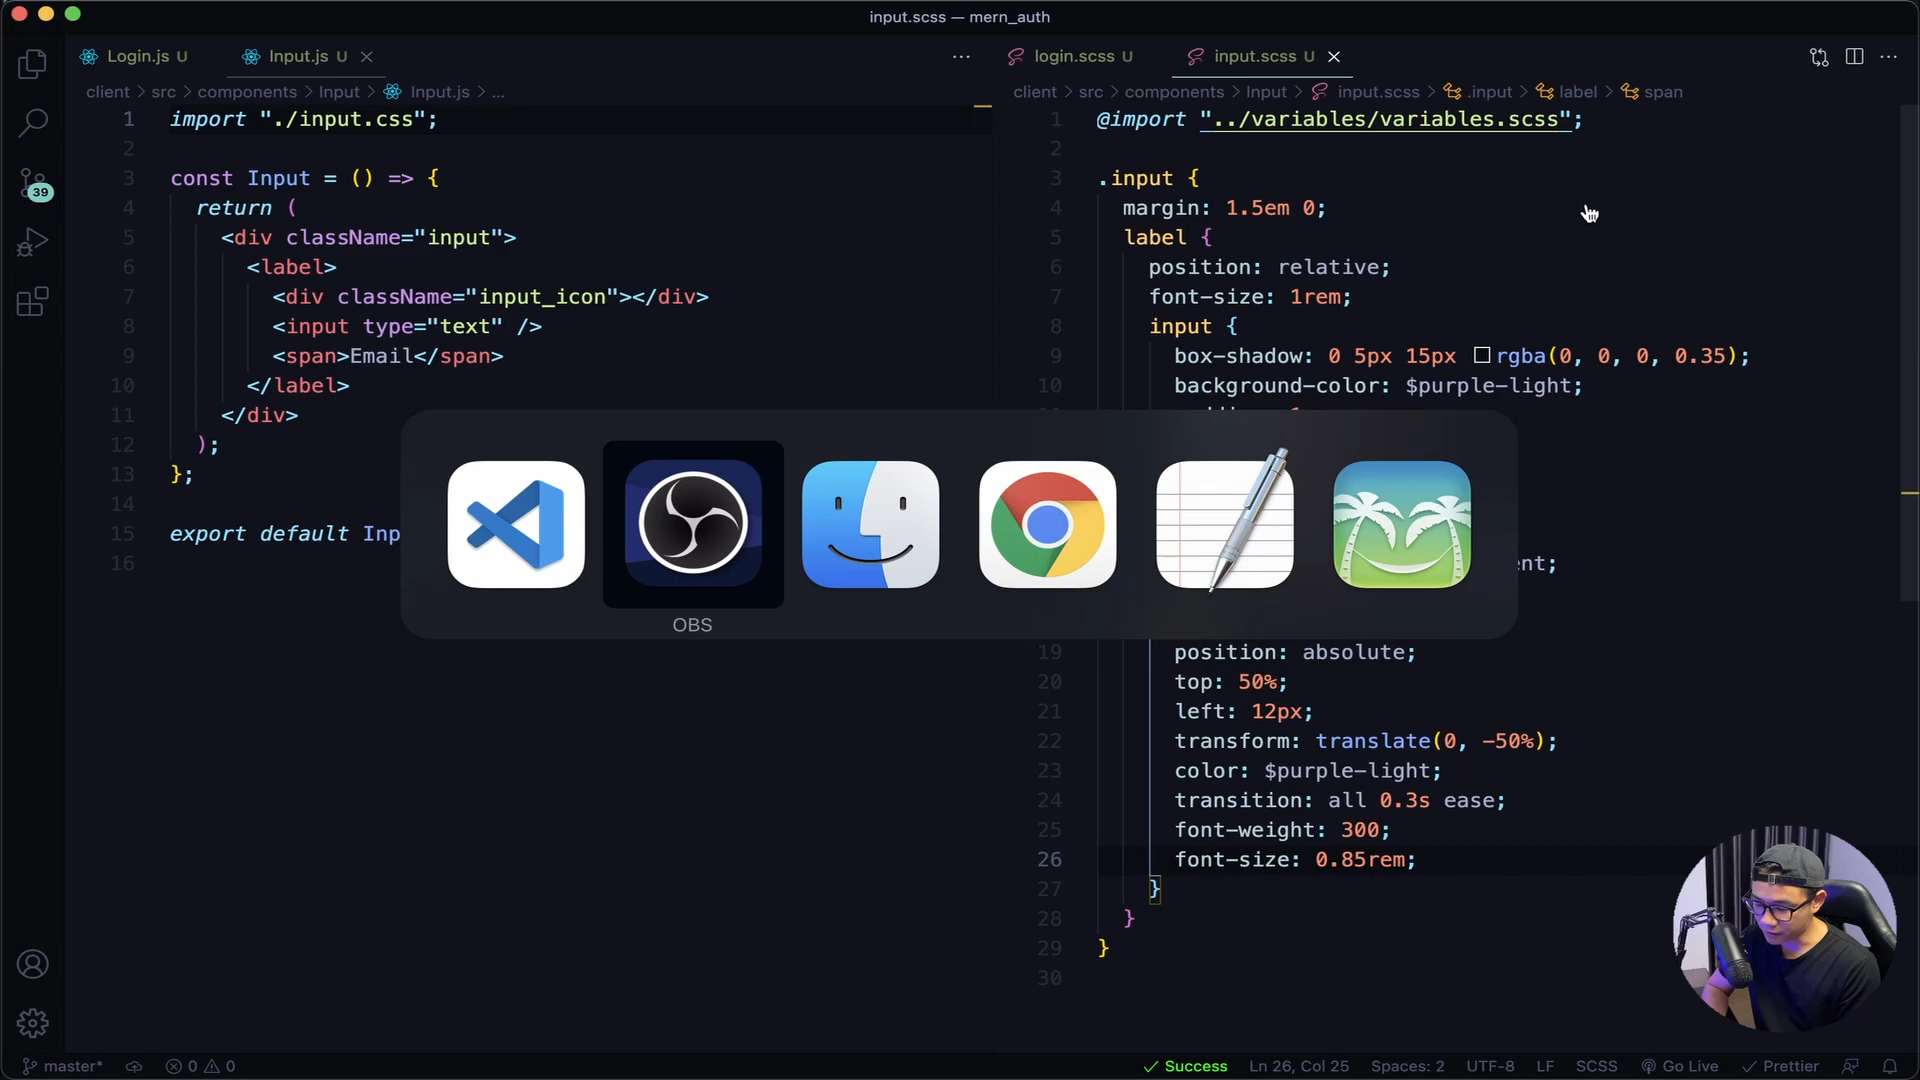 input.scss — mern_auth
Login.js U
Input.js U
login.scss U
input.scss U
client > src > components > Input > Input.js > ...
client > src > components > Input > input.scss > .input > label > span
1 import "./input.css";
2
3 const Input = () => {
4 return (
5 <div className="input">
6 <label>
7 <div className="input_icon"></div>
8 <input type="text" />
9 <span>Email</span>
10 </label>
11 </div>
12 );
13 };
14
15 export default Inp
16
1 @import "../variables/variables.scss";
2
3 .input {
4 margin: 1.5em 0;
5 label {
6 position: relative;
7 font-size: 1rem;
8 input {
9 box-shadow: 0 5px 15px rgba(0, 0, 0, 0.35);
10 background-color: $purple-light;
nt;
19 position: absolute;
20 top: 50%;
21 left: 12px;
22 transform: translate(0, -50%);
23 color: $purple-light;
24 transition: all 0.3s ease;
25 font-weight: 300;
26 font-size: 0.85rem;
27 }
28 }
29 }
30
39
OBS
master*
0 0
Success
Ln 26, Col 25
Spaces: 2
UTF-8
LF
SCSS
Go Live
Prettier